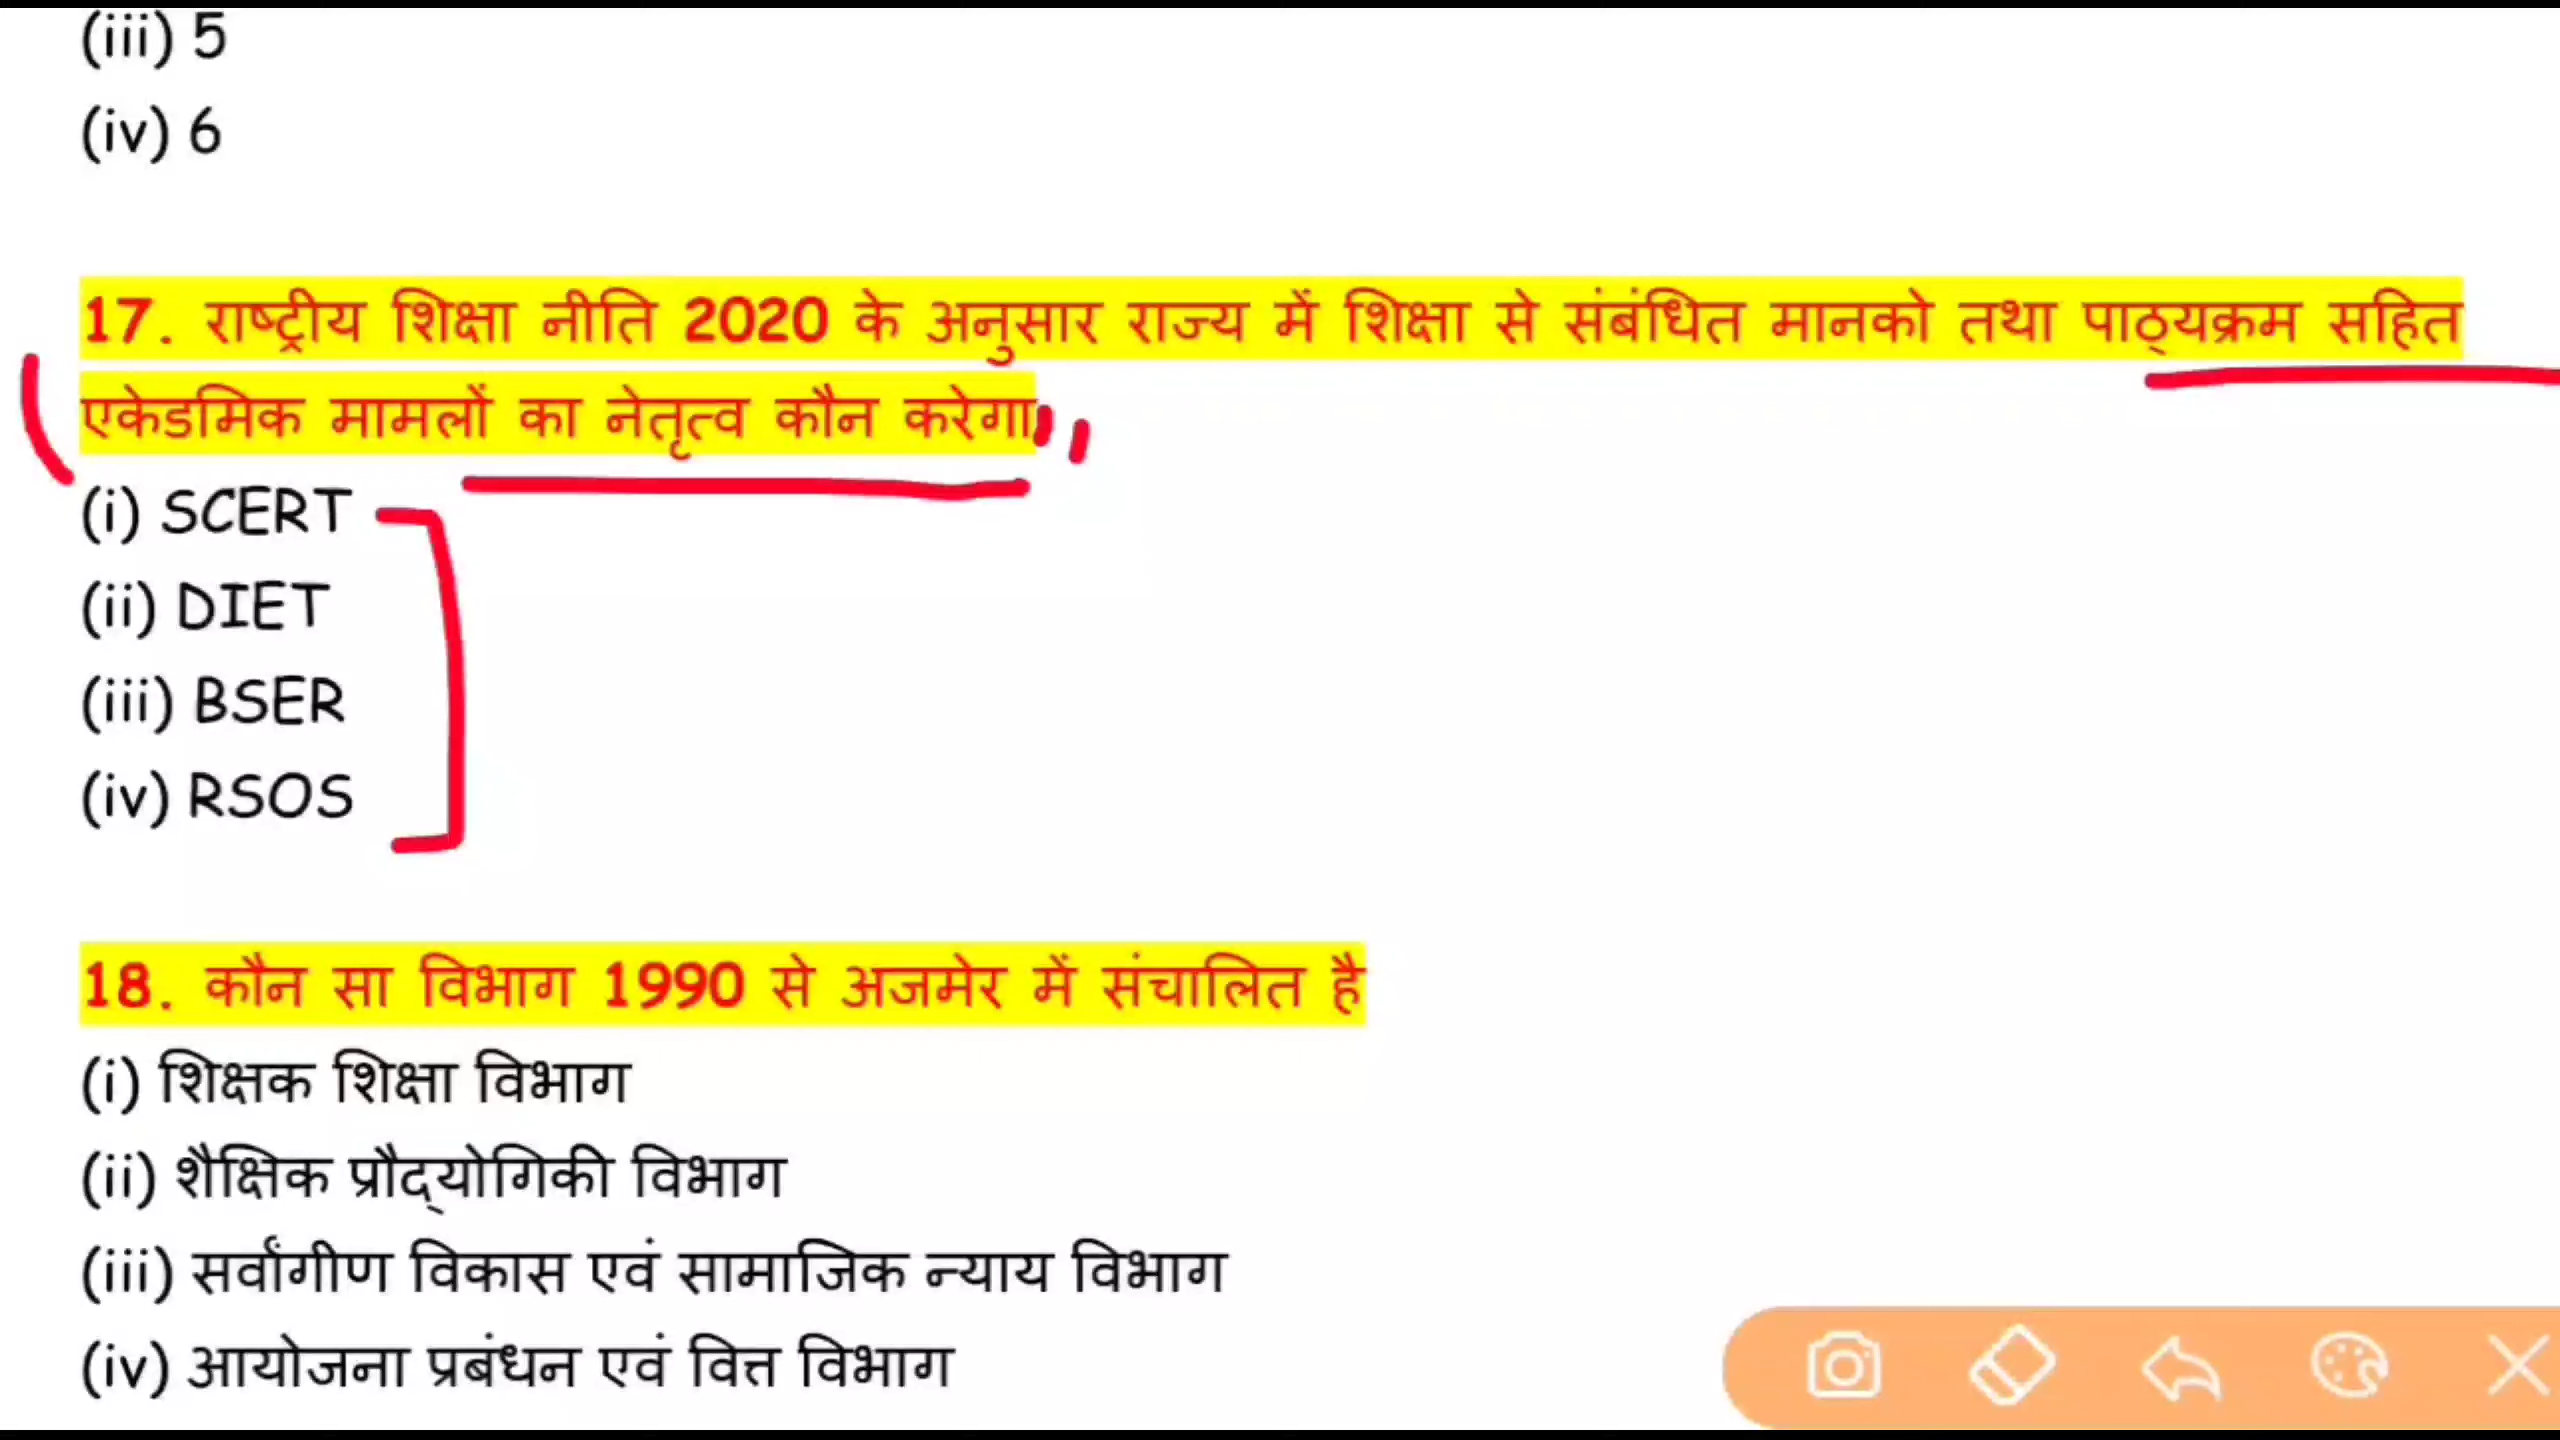 (iii) 5
(iv) 6
17. राष्ट्रीय शिक्षा नीति 2020 के अनुसार राज्य में शिक्षा से संबंधित मानको तथा पाठ्यक्रम सहित
एकेडमिक मामलों का नेतृत्व कौन करेगा
(i) SCERT
(ii) DIET
(iii) BSER
(iv) RSOS
18. कौन सा विभाग 1990 से अजमेर में संचालित है
(i) शिक्षक शिक्षा विभाग
(ii) शैक्षिक प्रौद्योगिकी विभाग
(iii) सर्वांगीण विकास एवं सामाजिक न्याय विभाग
(iv) आयोजना प्रबंधन एवं वित्त विभाग